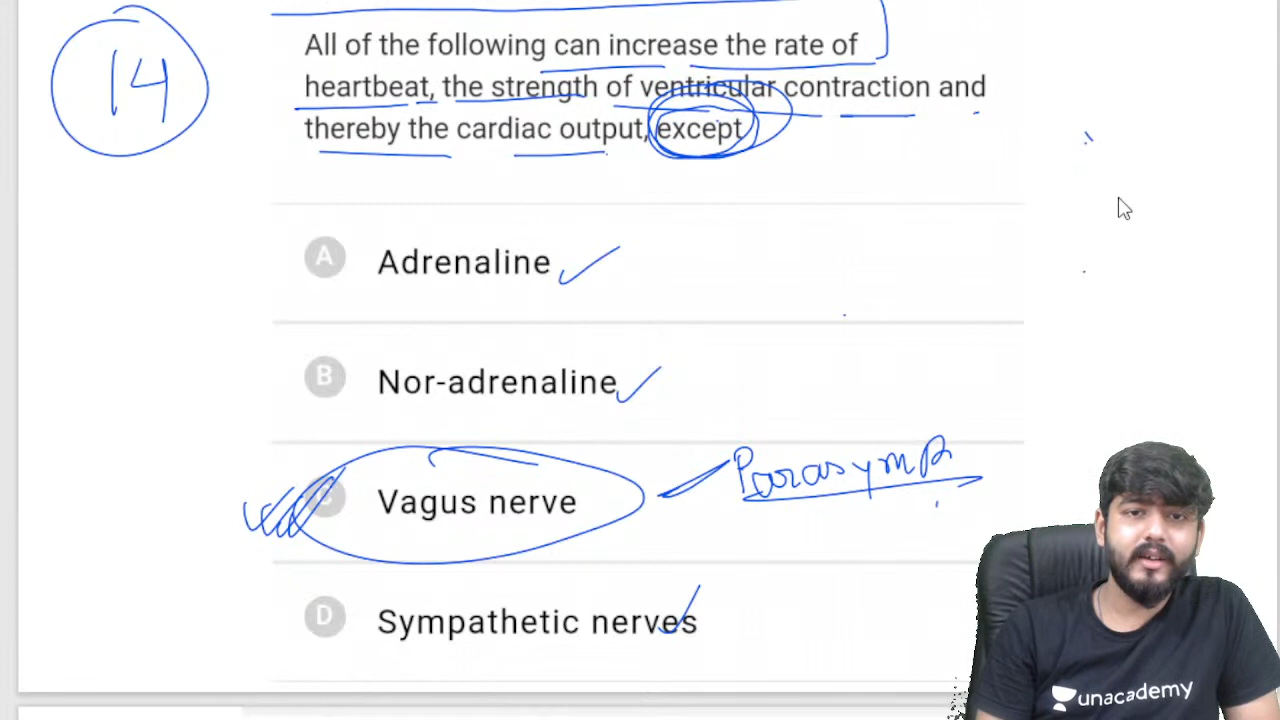 14
All of the following can increase the rate of
heartbeat, the strength of ventricular contraction and
thereby the cardiac output, except
A Adrenaline
B Nor-adrenaline
Vagus nerve
Parasymp
D Sympathetic nerves
unacademy